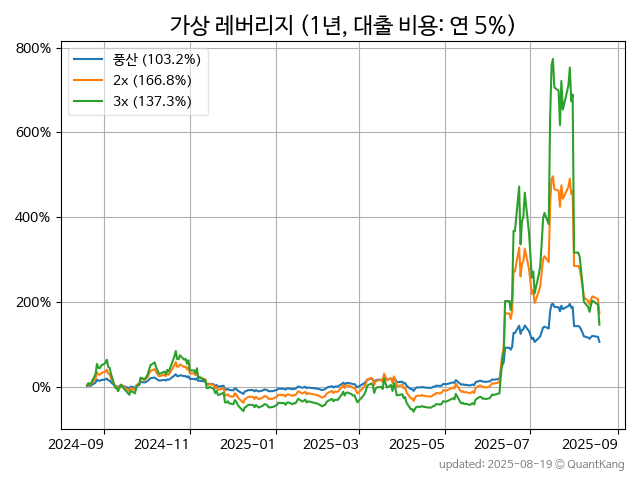 가상 레버리지 (1년, 대출 비용: 연 5%)
800%
600%
400%
200%
0%
풍산 (103.2%)
2x (166.8%)
3x (137.3%)
2024-09
2024-11
2025-01
2025-03
2025-05
2025-07
2025-09
updated: 2025-08-19 © QuantKang